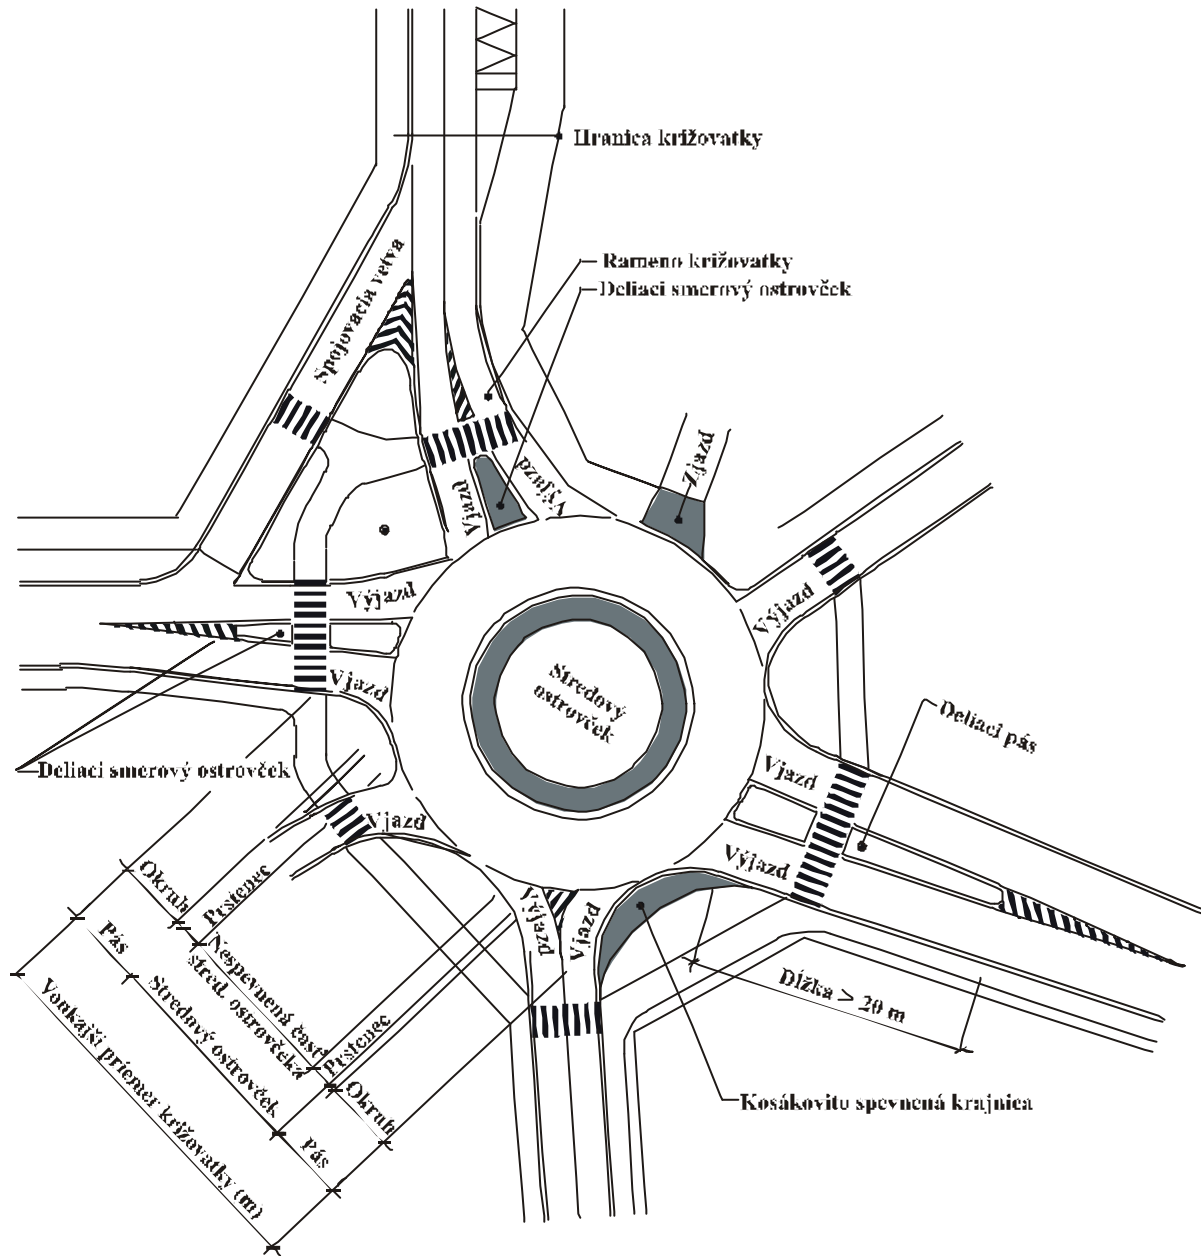 Hranica križovatky
Rameno križovatky
Deliaci smerový ostrovček
Spojovacia vetva
Zjazd
Vjazd
Výjazd
Výjazd
Výjazd
Vjazd
Stredový
ostrovček
Deliaci pás
Deliaci smerový ostrovček
Vjazd
Vjazd
Výjazd
Výjazd
Vjazd
Okruh
Prstenec
Pás
Nespevnená časť
stred. ostrovčeka
Stredový ostrovček
Prstenec
Okruh
Pás
Vonkajší priemer križovatky (m)
Dĺžka > 20 m
Kosákovitu spevnená krajnica